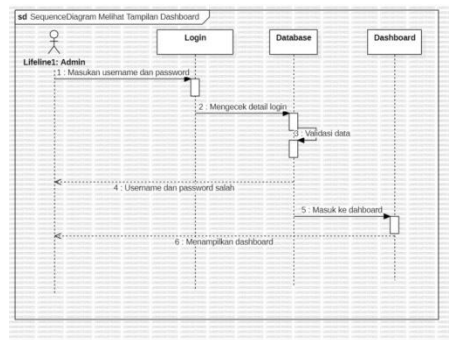 sd SequenceDiagram Melihat Tampilan Dashboard
Login
Database
Dashboard
Lifeline1: Admin
1 : Masukan username dan password
2 : Mengecek detail login
3 : Validasi data
4 : Username dan password salah
5 : Masuk ke dahboard
6 : Menampilkan dashboard